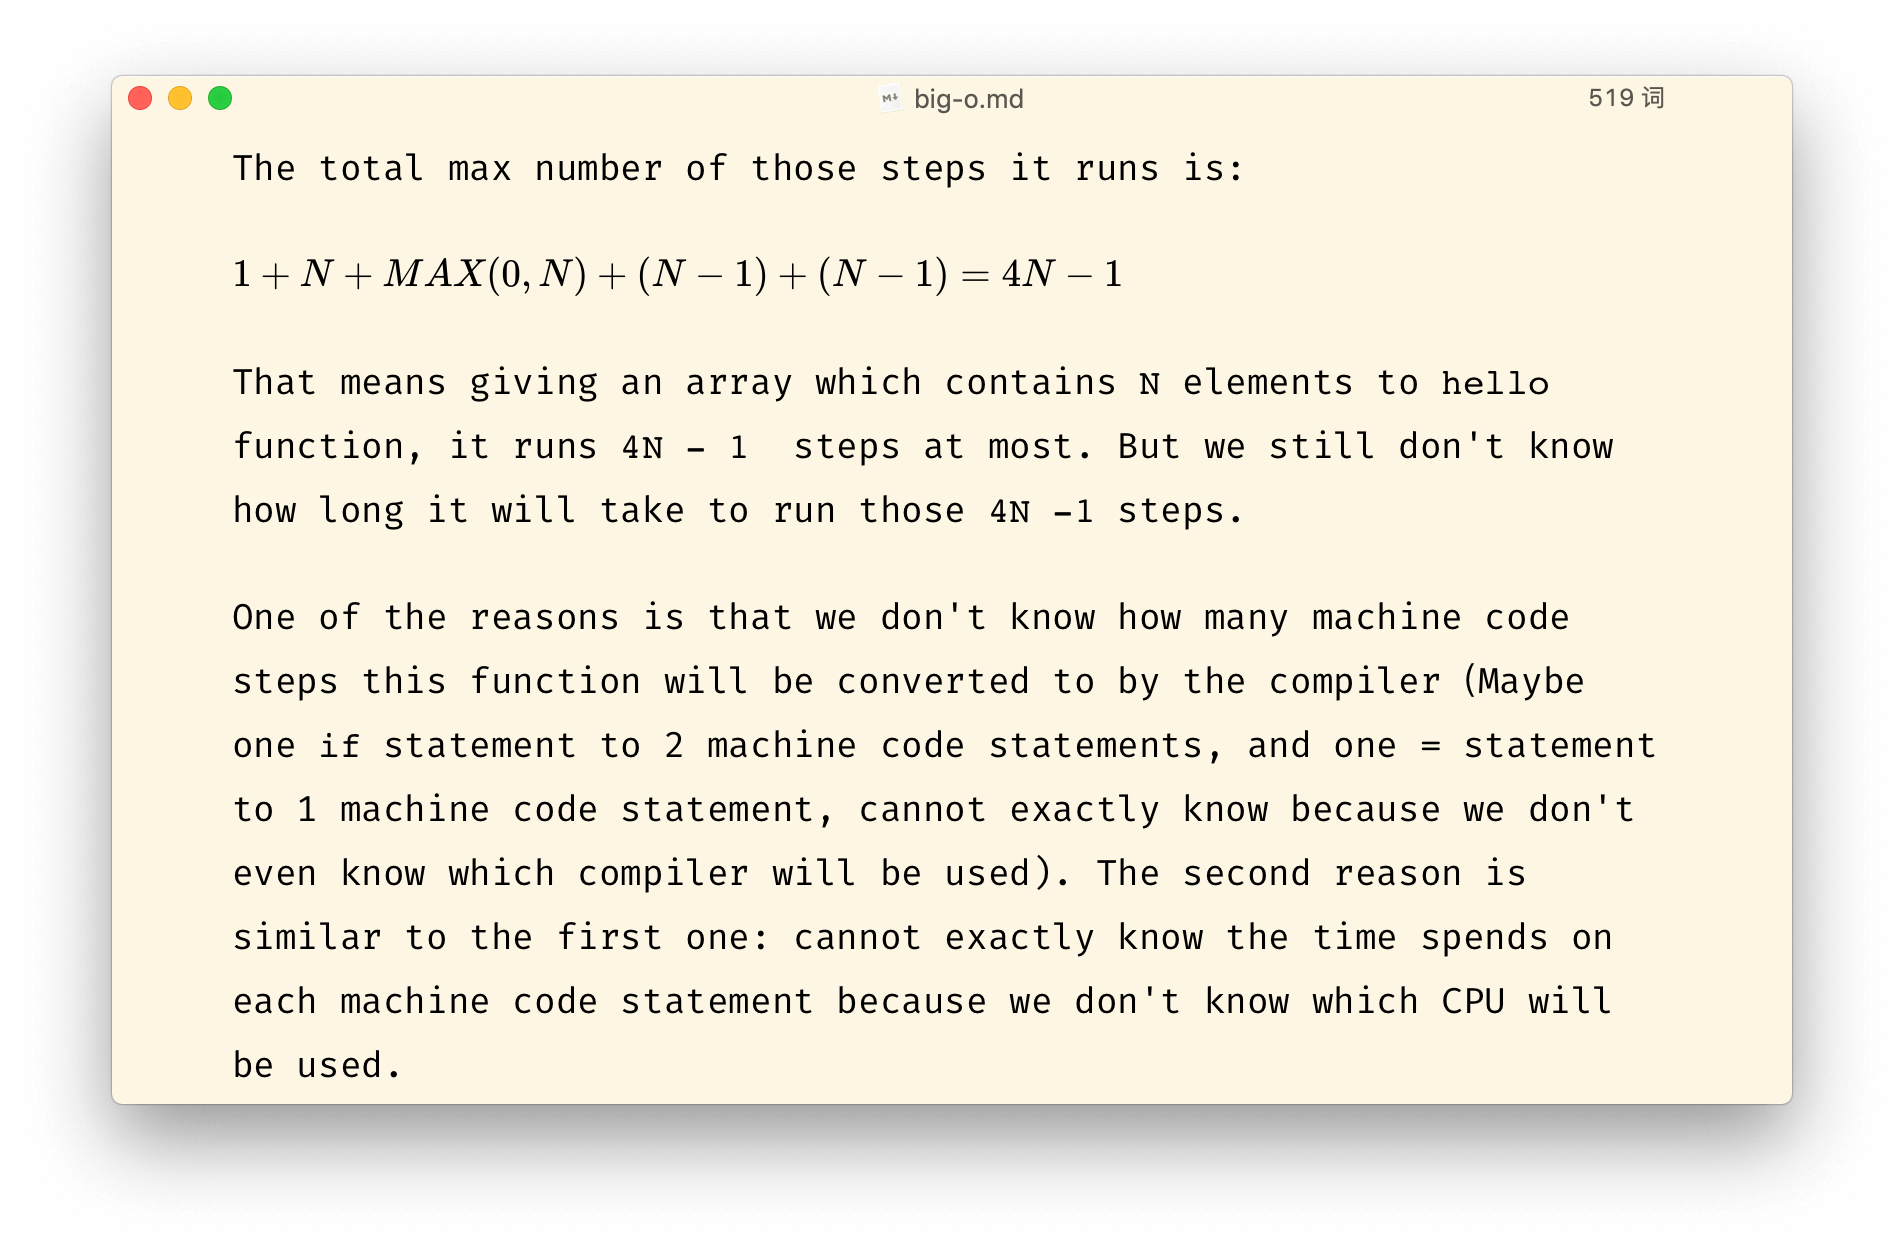 big-o.md
519 词
The total max number of those steps it runs is:
1 + N + MAX(0, N) + (N − 1) + (N − 1) = 4N − 1
That means giving an array which contains N elements to hello
function, it runs 4N - 1  steps at most. But we still don't know
how long it will take to run those 4N -1 steps.
One of the reasons is that we don't know how many machine code
steps this function will be converted to by the compiler (Maybe
one if statement to 2 machine code statements, and one = statement
to 1 machine code statement, cannot exactly know because we don't
even know which compiler will be used). The second reason is
similar to the first one: cannot exactly know the time spends on
each machine code statement because we don't know which CPU will
be used.